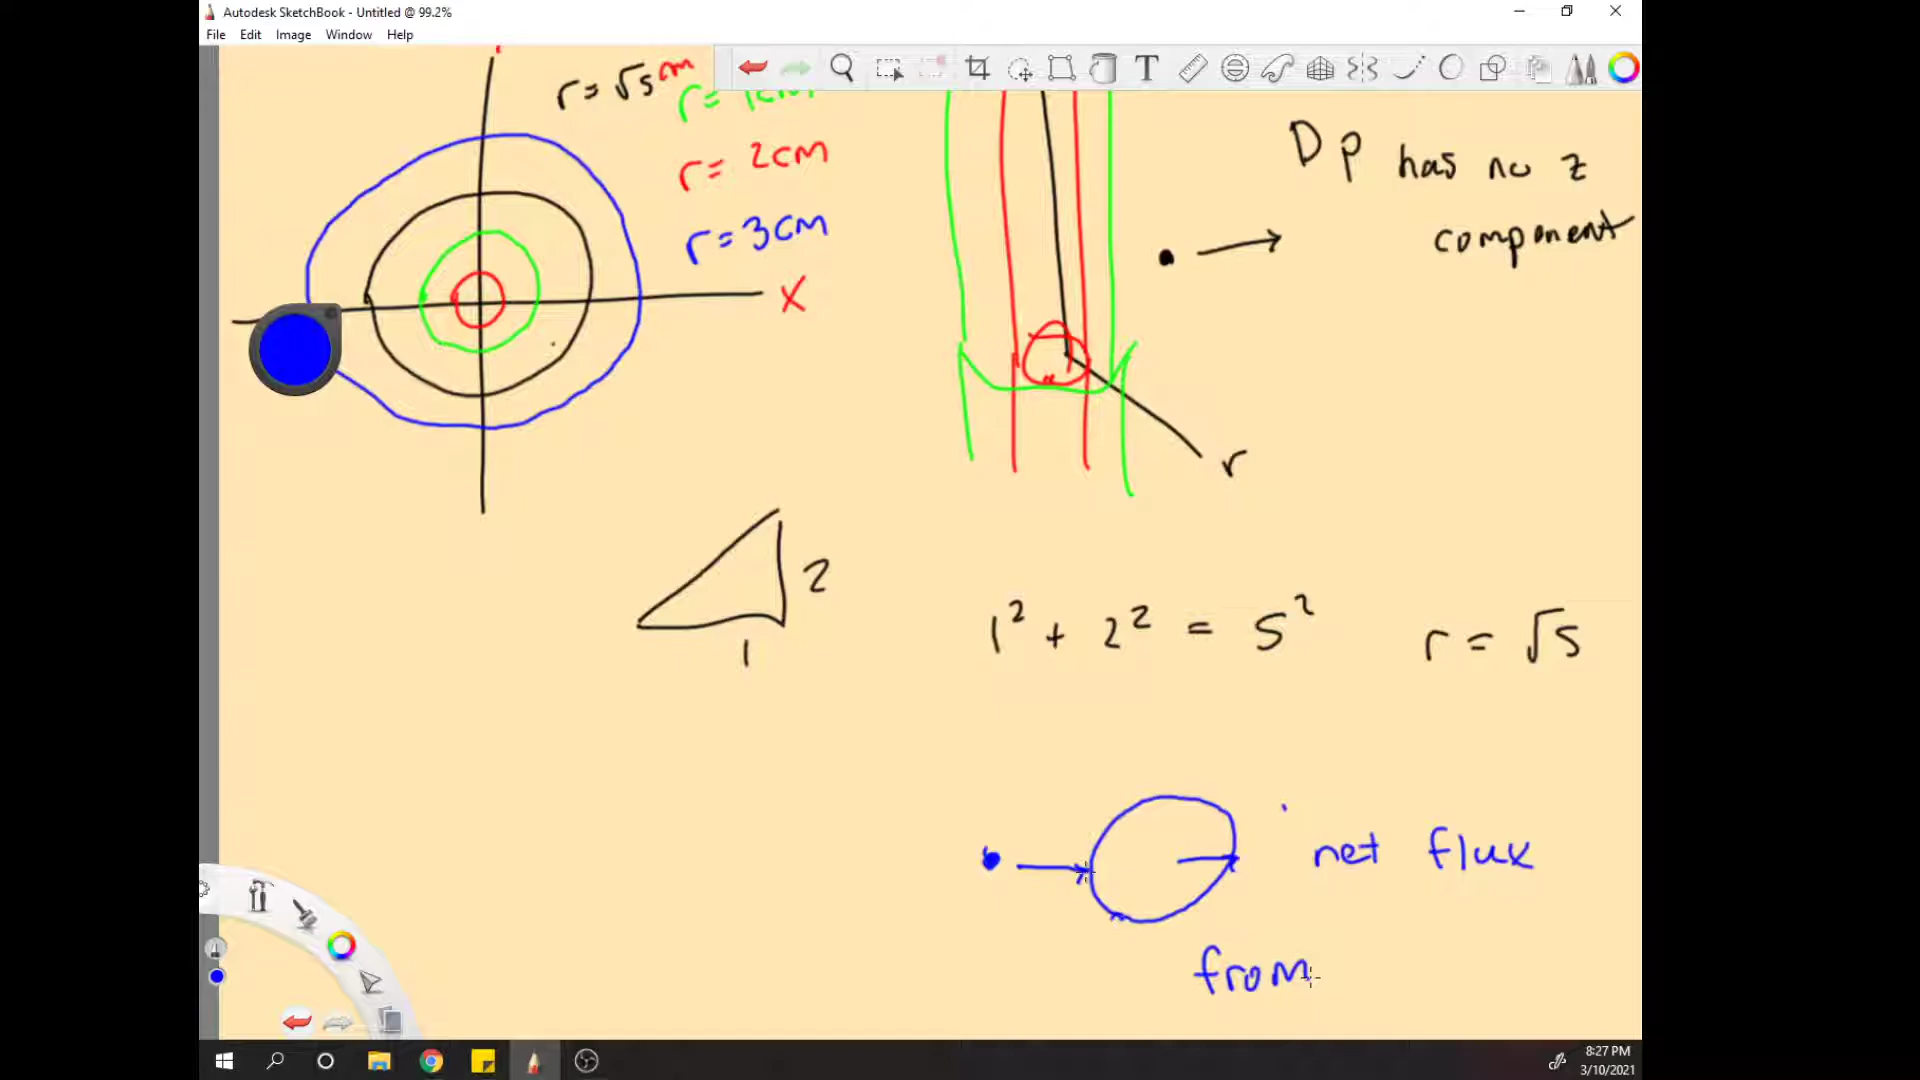 Autodesk SketchBook - Untitled @ 99.2%
File Edit Image Window Help
r = √5 m
r = 1cm
r = 2cm
r = 3cm
X
Dρ has no z
component
r
2
1
1² + 2² = 5² r = √5
net flux
from
8:27 PM
3/10/2021